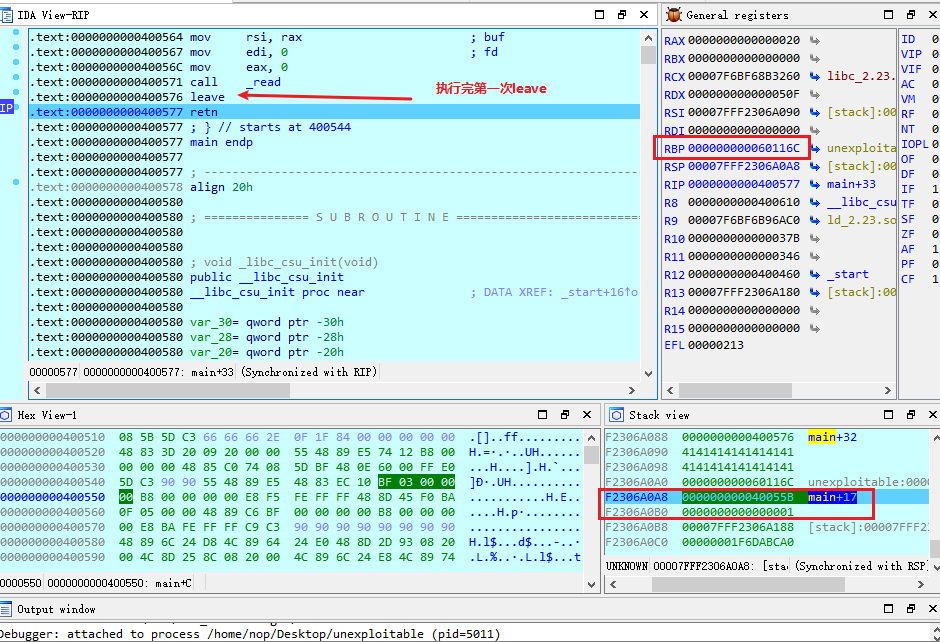 IDA View-RIP
.text:0000000000400564 mov rsi, rax ; buf
.text:0000000000400567 mov edi, 0 ; fd
.text:000000000040056C mov eax, 0
.text:0000000000400571 call _read
.text:0000000000400576 leave
执行完第一次leave
IP
.text:0000000000400577 retn
.text:0000000000400577 ; } // starts at 400544
.text:0000000000400577 main endp
.text:0000000000400577
.text:0000000000400577 ; ---------------------------------------------------------------------------
.text:0000000000400578 align 20h
.text:0000000000400580
.text:0000000000400580 ; =============== S U B R O U T I N E =======================================
.text:0000000000400580
.text:0000000000400580
.text:0000000000400580 ; void _libc_csu_init(void)
.text:0000000000400580 public __libc_csu_init
.text:0000000000400580 __libc_csu_init proc near ; DATA XREF: _start+16↑o
.text:0000000000400580
.text:0000000000400580 var_30= qword ptr -30h
.text:0000000000400580 var_28= qword ptr -28h
.text:0000000000400580 var_20= qword ptr -20h
00000577 0000000000400577: main+33 (Synchronized with RIP)
General registers
RAX 0000000000000020
RBX 0000000000000000
RCX 00007F6BF68B3260 libc_2.23.
RDX 000000000000050F
RSI 00007FFF2306A090 [stack]:00
RDI 0000000000000000
RBP 000000000060116C unexploita
RSP 00007FFF2306A0A8 [stack]:00
RIP 0000000000400577 main+33
R8 0000000000400610 __libc_csu
R9 00007F6BF6B96AC0 ld_2.23.so
R10 000000000000037B
R11 0000000000000346
R12 0000000000400460 _start
R13 00007FFF2306A180 [stack]:00
R14 0000000000000000
R15 0000000000000000
EFL 00000213
ID 0
VIP 0
VIF 0
AC 0
VM 0
RF 0
NT 0
IOPL 0
OF 0
DF 0
IF 1
TF 0
SF 0
ZF 0
AF 1
PF 0
CF 1
Hex View-1
0000000000400510 08 5B 5D C3 66 66 66 2E 0F 1F 84 00 00 00 00 00 .[].ff.........
0000000000400520 48 83 3D 20 09 20 00 00 55 48 89 E5 74 12 B8 00
0000000000400530 00 00 00 48 85 C0 74 08 5D BF 48 0E 60 00 FF E0
0000000000400540 5D C3 90 90 55 48 89 E5 48 83 EC 10 BF 03 00 00
0000000000400550 00 B8 00 00 00 00 E8 F5 FE FF FF 48 8D 45 F0 BA
0000000000400560 0F 05 00 00 48 89 C6 BF 00 00 00 00 B8 00 00 00
0000000000400570 00 E8 BA FE FF FF C9 C3 90 90 90 90 90 90 90 90
0000000000400580 48 89 6C 24 D8 4C 89 64 24 E0 48 8D 2D 93 08 20
0000000000400590 00 4C 8D 25 8C 08 20 00 4C 89 6C 24 E8 4C 89 74
0000550 0000000000400550: main+C
Stack view
F2306A088 0000000000400576 main+32
F2306A090 4141414141414141
F2306A098 4141414141414141
F2306A0A0 000000000060116C unexploitable:0000
F2306A0A8 000000000040055B main+17
F2306A0B0 0000000000000001
F2306A0B8 00007FFF2306A188 [stack]:00007FFF2
F2306A0C0 00000001F6DABCA0
UNKNOWN 00007FFF2306A0A8: [sta (Synchronized with RSP)
Output window
Debugger: attached to process /home/nop/Desktop/unexploitable (pid=5011)